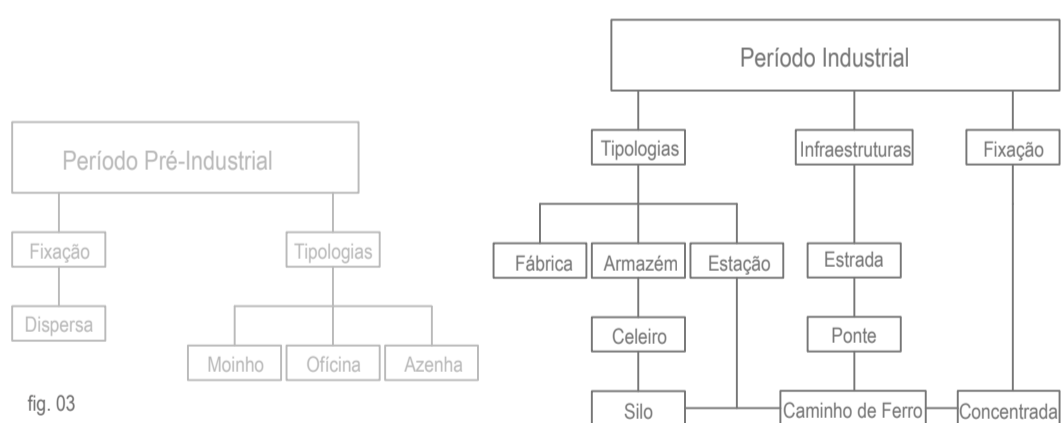 Período Pré-Industrial
Fixação
Tipologias
Dispersa
Moinho
Ofícina
Azenha
fig. 03
Período Industrial
Tipologias
Infraestruturas
Fixação
Fábrica
Armazém
Estação
Estrada
Celeiro
Ponte
Silo
Caminho de Ferro
Concentrada